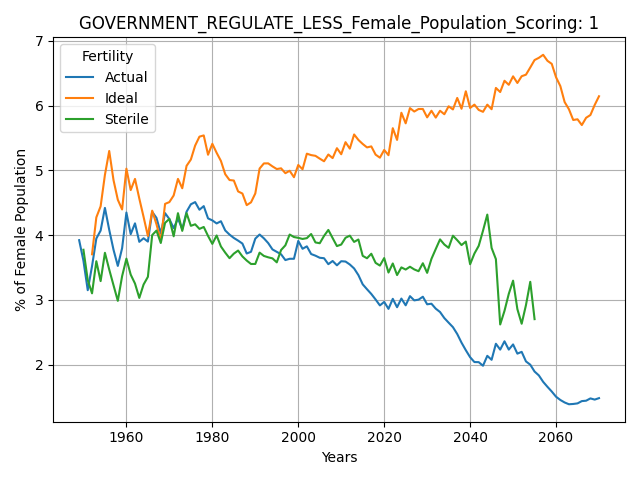 GOVERNMENT_REGULATE_LESS_Female_Population_Scoring: 1
Fertility
Actual
Ideal
Sterile
% of Female Population
7
6
5
4
3
2
1960
1980
2000
2020
2040
2060
Years